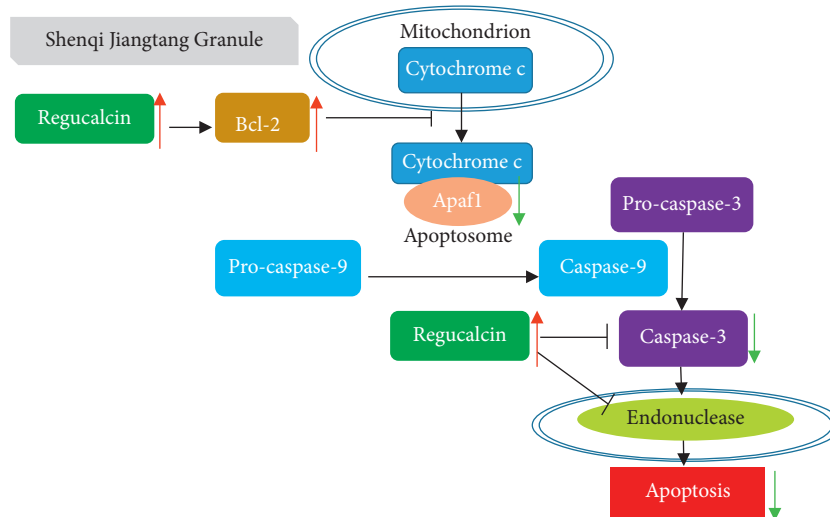 Shenqi Jiangtang Granule
Mitochondrion
Cytochrome c
Regucalcin
Bcl-2
Cytochrome c
Apaf1
Apoptosome
Pro-caspase-3
Pro-caspase-9
Caspase-9
Regucalcin
Caspase-3
Endonuclease
Apoptosis